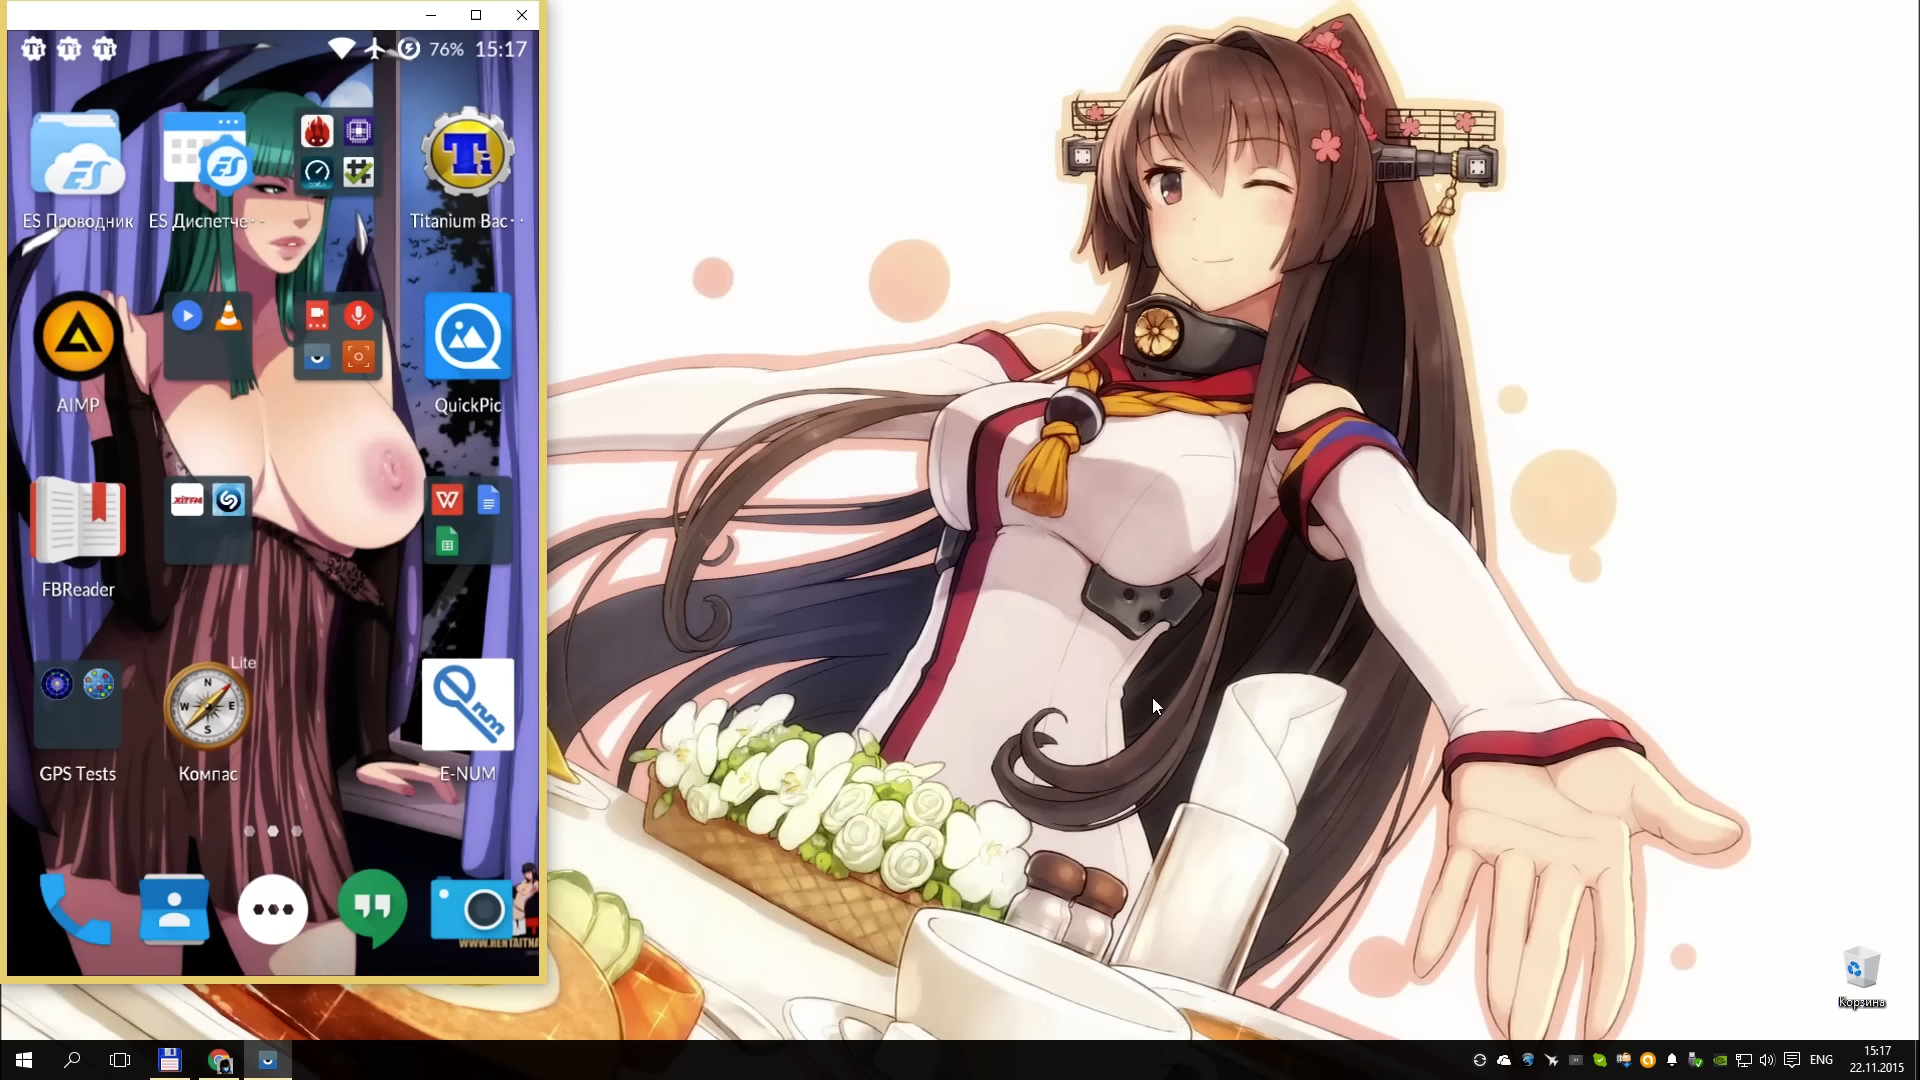 76% 15:17
ES Проводник
ES Диспетче··
Titanium Bac··
AIMP
QuickPic
FBReader
Lite
N
W E
S
GPS Tests
Компас
E-NUM
Корзина
ENG
15:17
22.11.2015